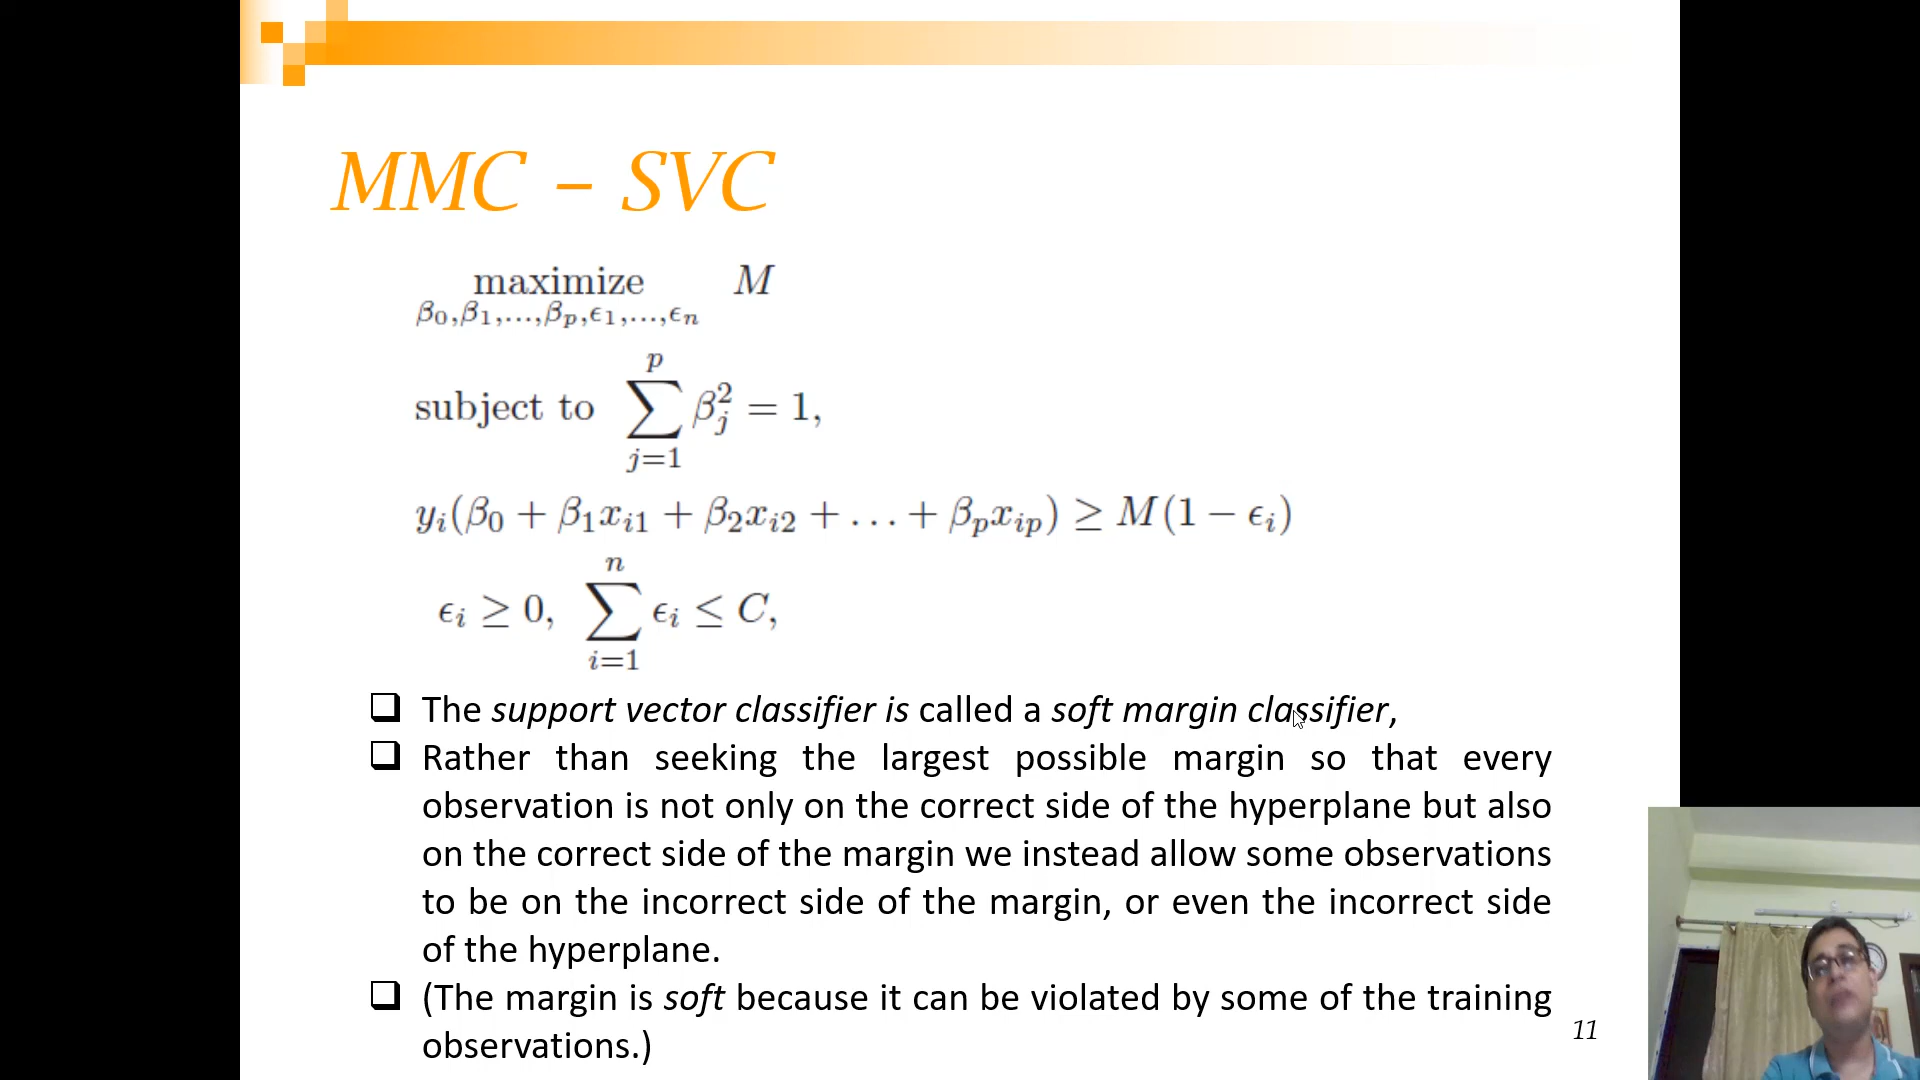 MMC – SVC
maximize M
β₀,β₁,...,βₚ,ϵ₁,...,ϵₙ
p
subject to ∑ βⱼ² = 1,
j=1
yᵢ(β₀ + β₁xᵢ₁ + β₂xᵢ₂ + ... + βₚxᵢₚ) ≥ M(1 − ϵᵢ)
n
ϵᵢ ≥ 0, ∑ ϵᵢ ≤ C,
i=1
❑ The support vector classifier is called a soft margin classifier,
❑ Rather than seeking the largest possible margin so that every
observation is not only on the correct side of the hyperplane but also
on the correct side of the margin we instead allow some observations
to be on the incorrect side of the margin, or even the incorrect side
of the hyperplane.
❑ (The margin is soft because it can be violated by some of the training
observations.)
11